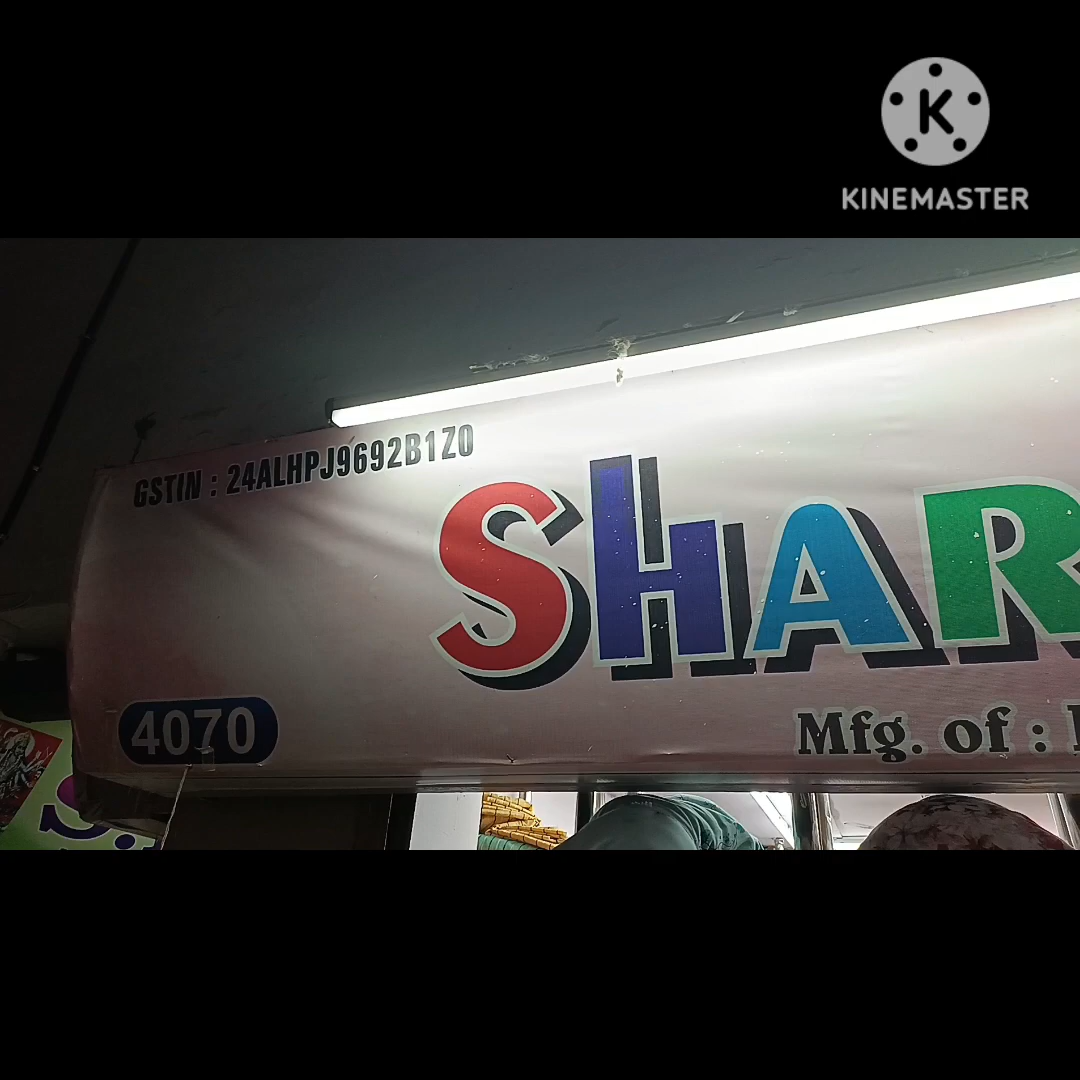 KINEMASTER
GSTIN : 24ALHPJ9692B1Z0
SHAR
4070
Mfg. of :